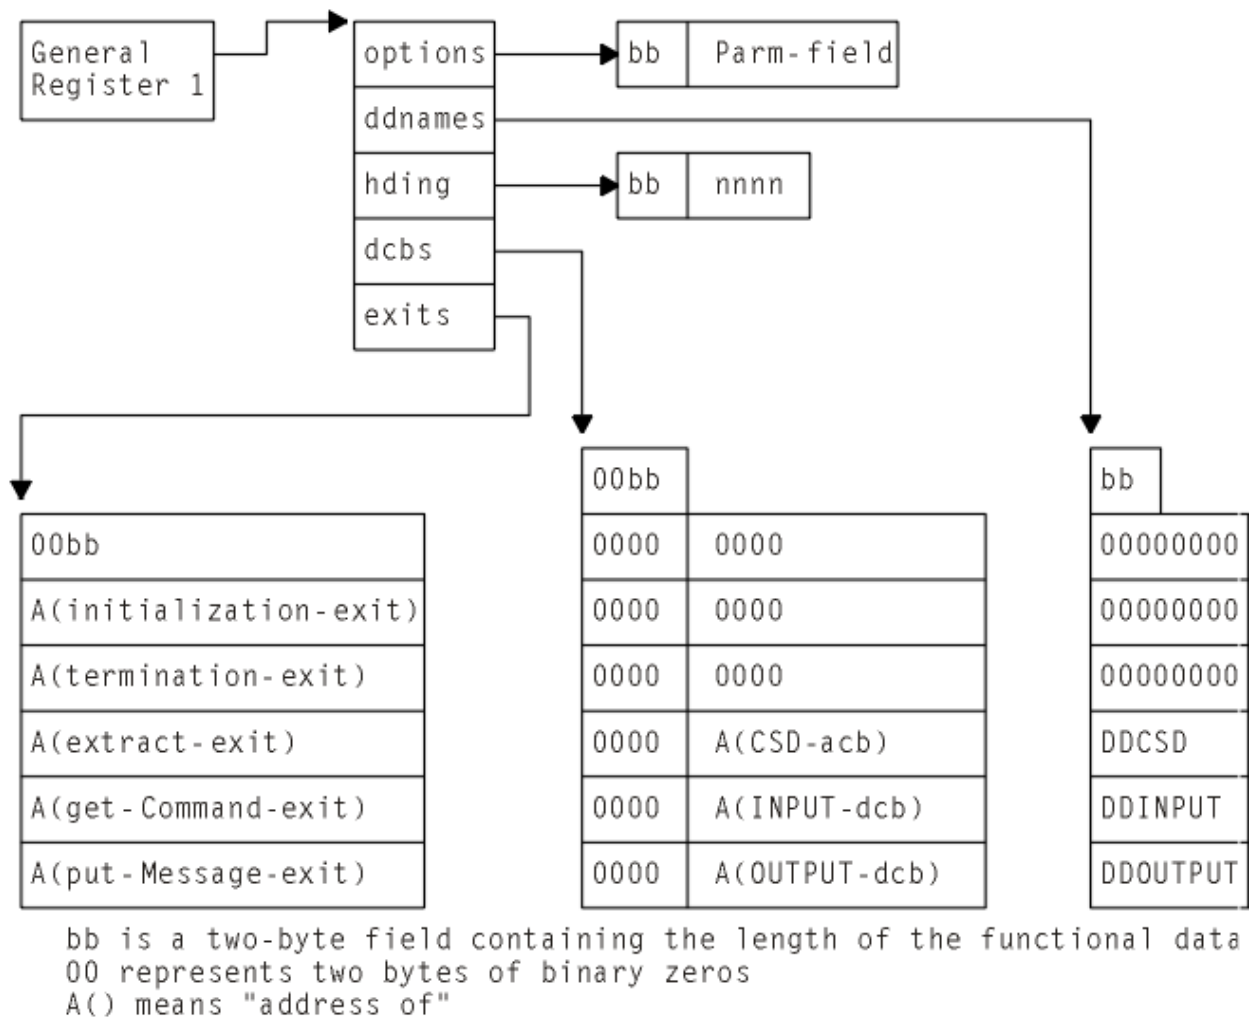 General
Register 1
options
bb Parm-field
ddnames
hding
bb nnnn
dcbs
exits
00bb
A(initialization-exit)
A(termination-exit)
A(extract-exit)
A(get-Command-exit)
A(put-Message-exit)
00bb
0000 0000
0000 0000
0000 0000
0000 A(CSD-acb)
0000 A(INPUT-dcb)
0000 A(OUTPUT-dcb)
bb
00000000
00000000
00000000
DDCSD
DDINPUT
DDOUTPUT
bb is a two-byte field containing the length of the functional data
00 represents two bytes of binary zeros
A() means "address of"